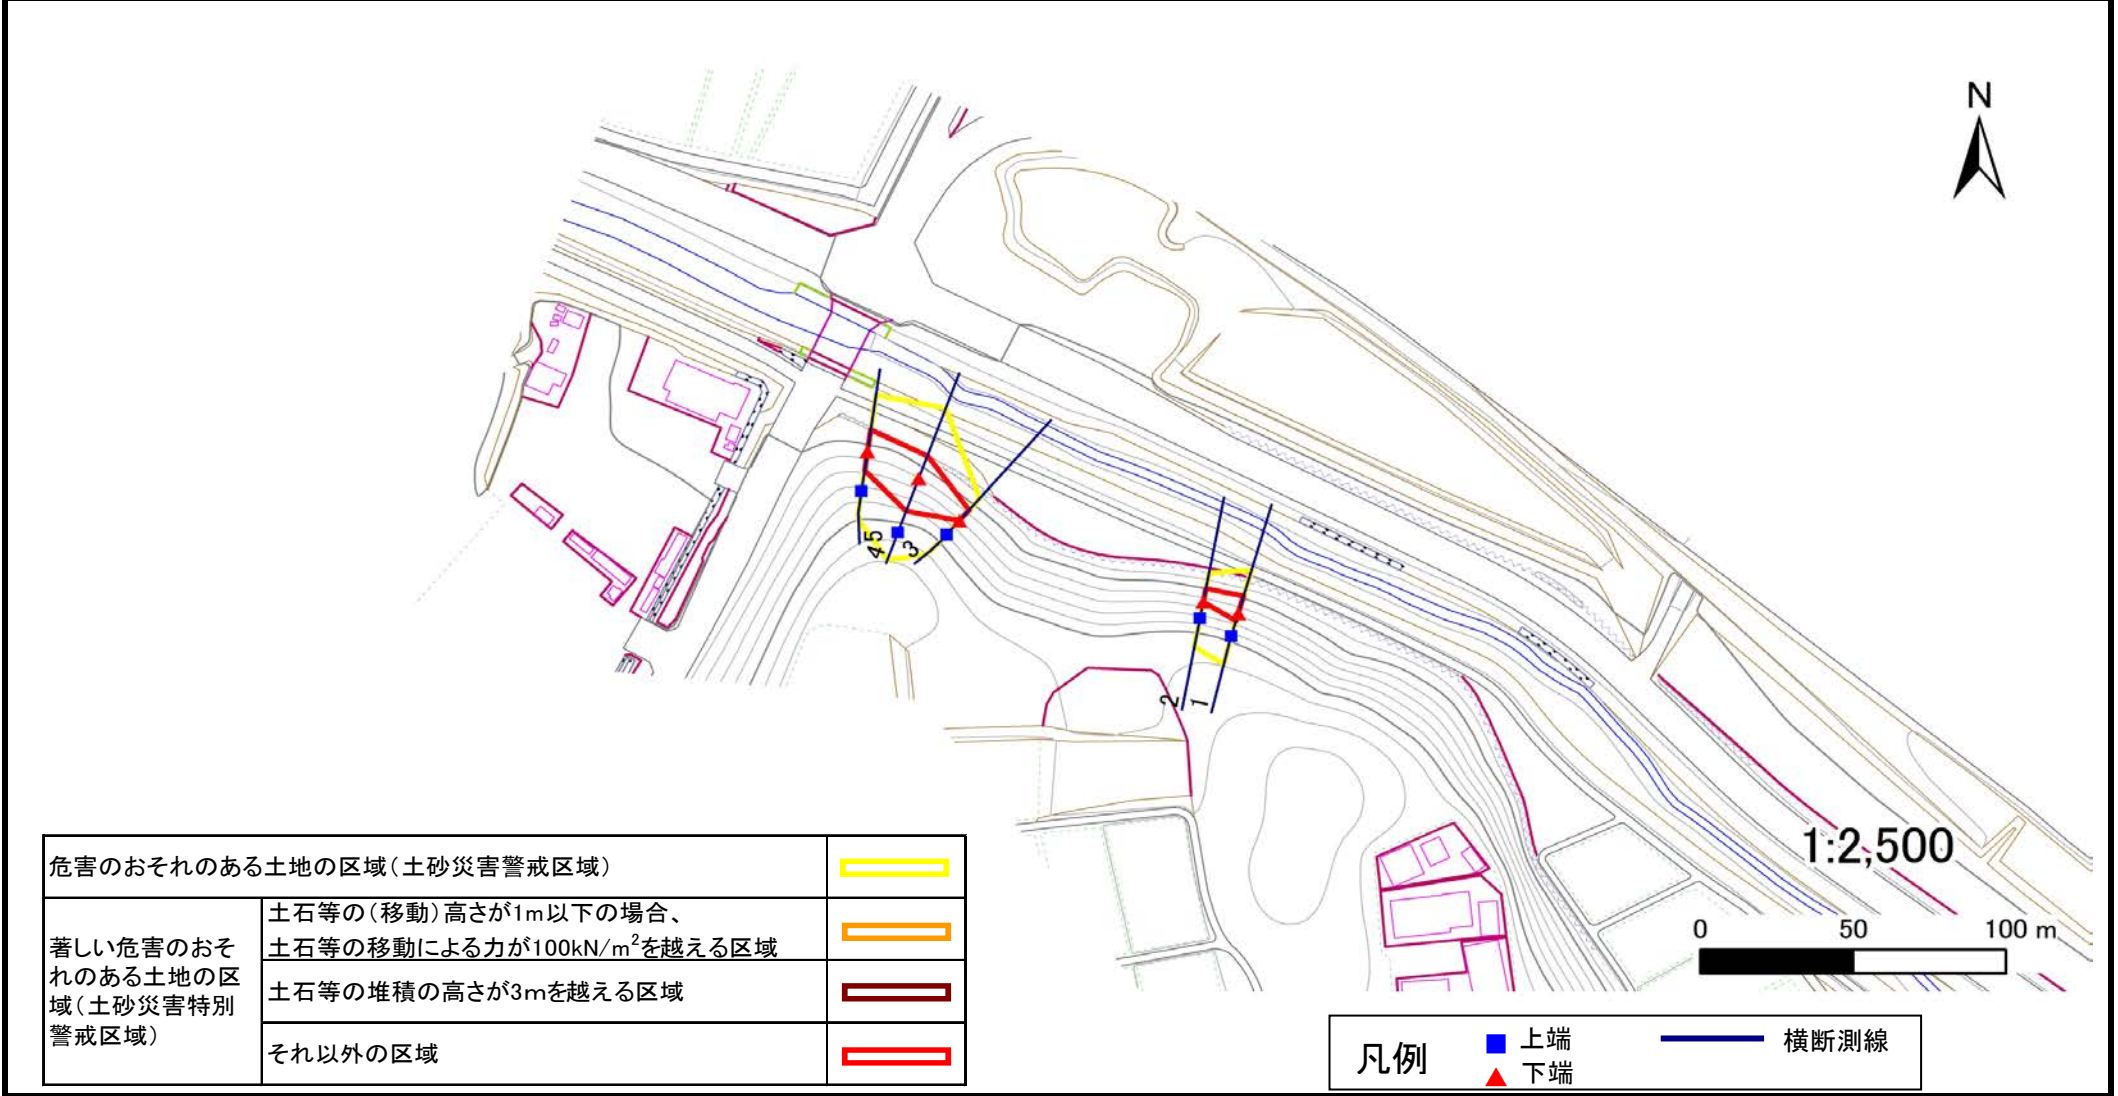 N
45
3
2
1
1:2,500
0 50 100 m
危害のおそれのある土地の区域(土砂災害警戒区域)
著しい危害のおそ
れのある土地の区
域(土砂災害特別
警戒区域)
土石等の(移動)高さが1m以下の場合、
土石等の移動による力が100kN/m²を越える区域
土石等の堆積の高さが3mを越える区域
それ以外の区域
凡例
上端
下端
横断測線